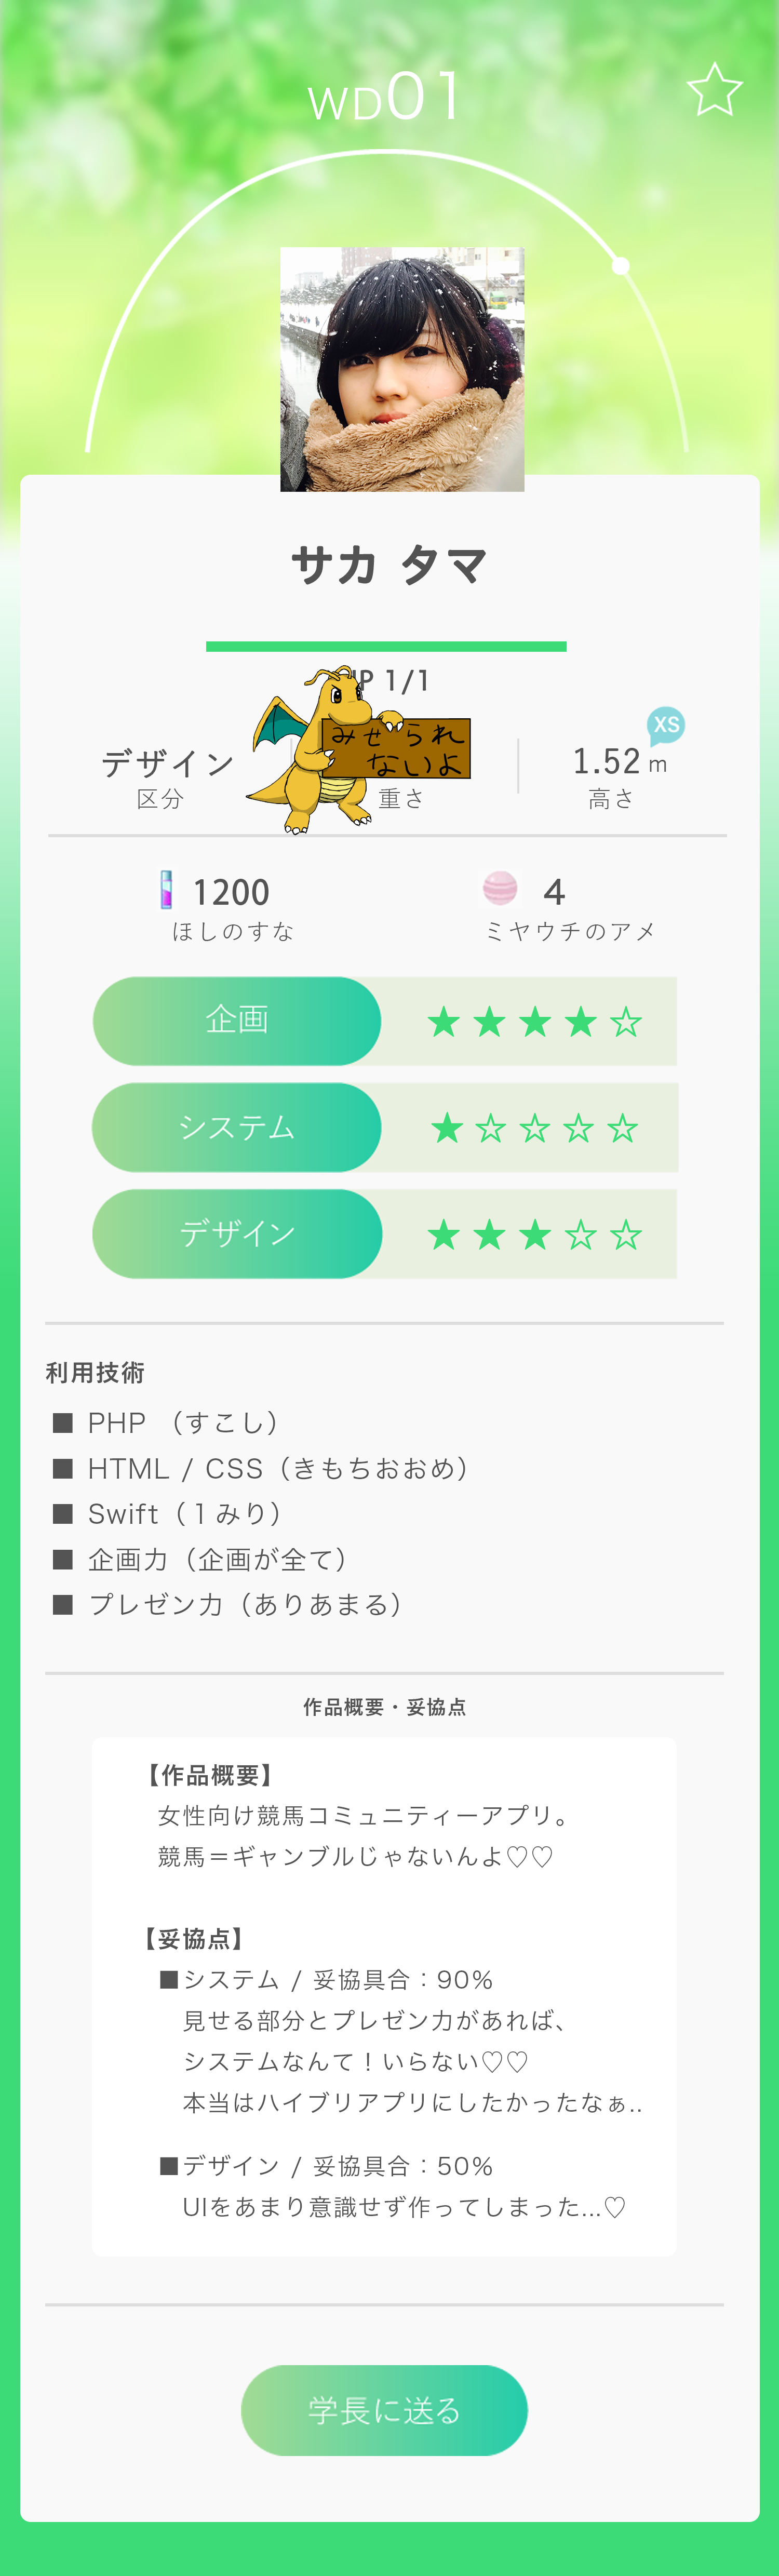 WD01
サカ タマ
HP 1/1
みせられ
ないよ
XS
デザイン
1.52 m
区分
重さ
高さ
1200
4
ほしのすな
ミヤウチのアメ
企画 ★★★★☆
システム ★☆☆☆☆
デザイン ★★★☆☆
利用技術
■ PHP （すこし）
■ HTML / CSS（きもちおおめ）
■ Swift（１みり）
■ 企画力（企画が全て）
■ プレゼン力（ありあまる）
作品概要・妥協点
【作品概要】
女性向け競馬コミュニティーアプリ。
競馬＝ギャンブルじゃないんよ♡♡
【妥協点】
■システム / 妥協具合：90%
見せる部分とプレゼン力があれば、
システムなんて！いらない♡♡
本当はハイブリアプリにしたかったなぁ..
■デザイン / 妥協具合：50%
UIをあまり意識せず作ってしまった...♡
学長に送る